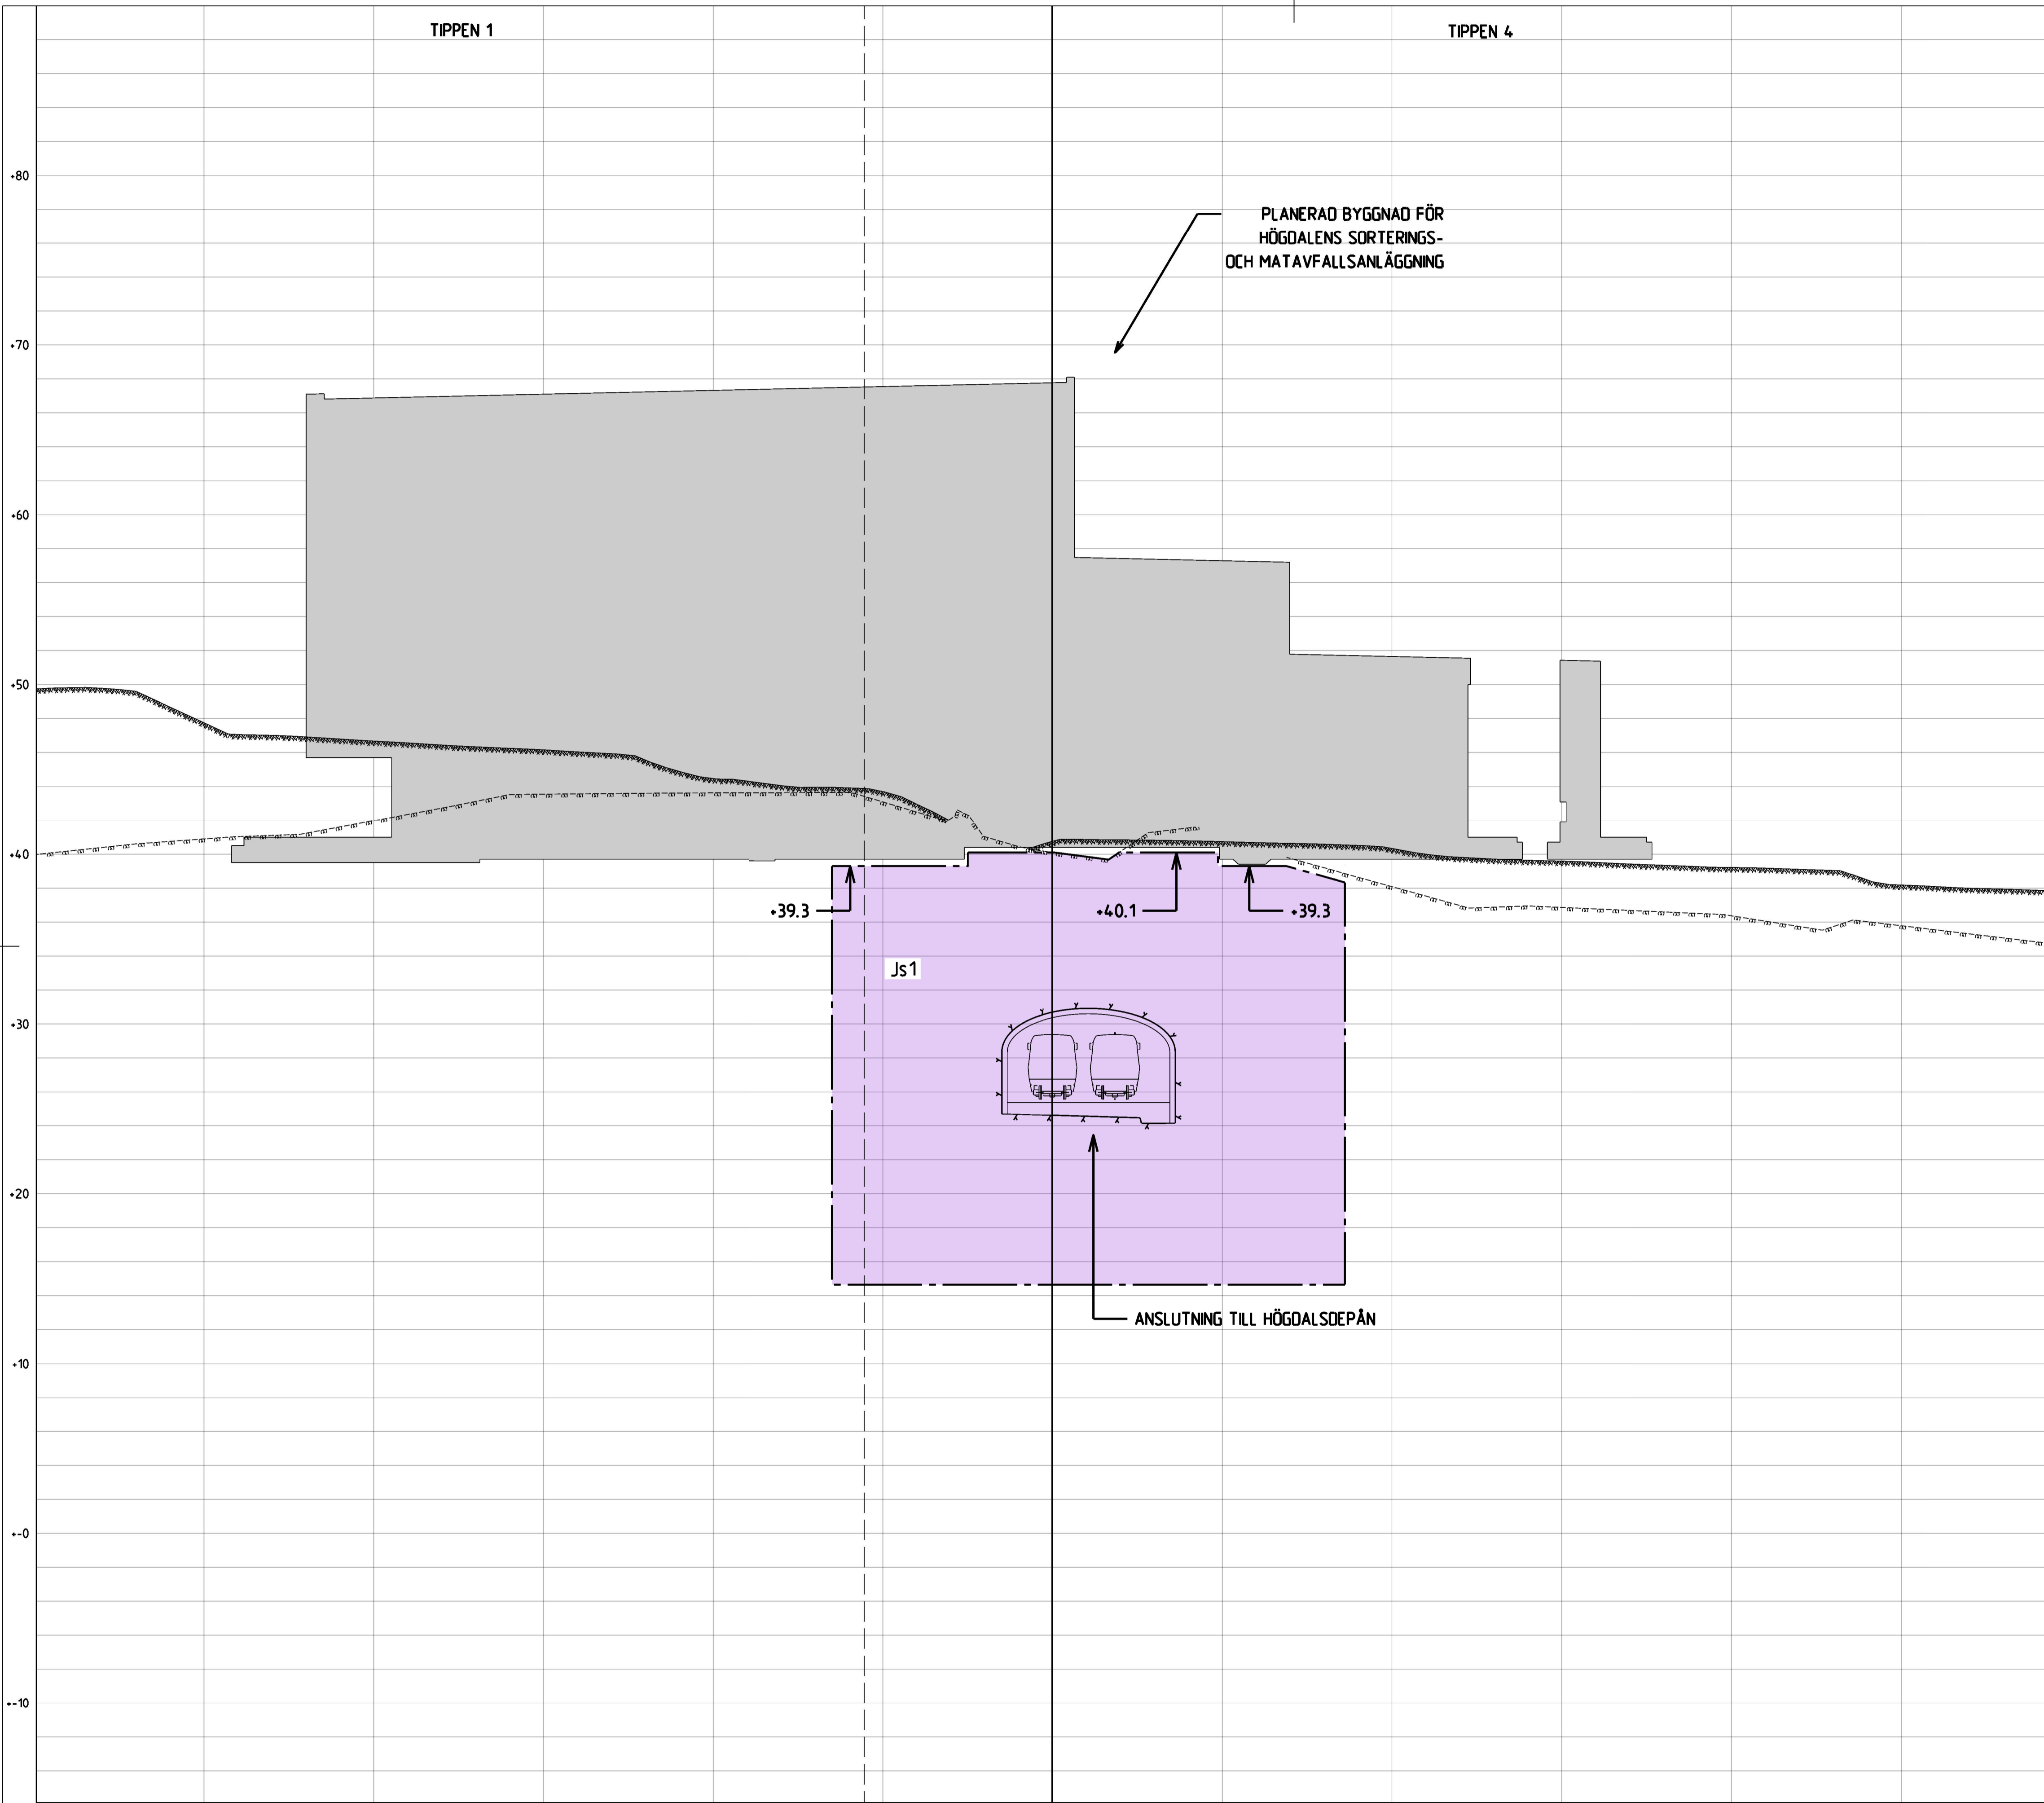 TIPPEN 1
TIPPEN 4
+80
PLANERAD BYGGNAD FÖR
HÖGDALENS SORTERINGS-
OCH MATAVFALLSANLÄGGNING
+70
+60
+50
+40
+39.3
+40.1
+39.3
Js1
+30
+20
ANSLUTNING TILL HÖGDALSDEPÅN
+10
+-0
+-10